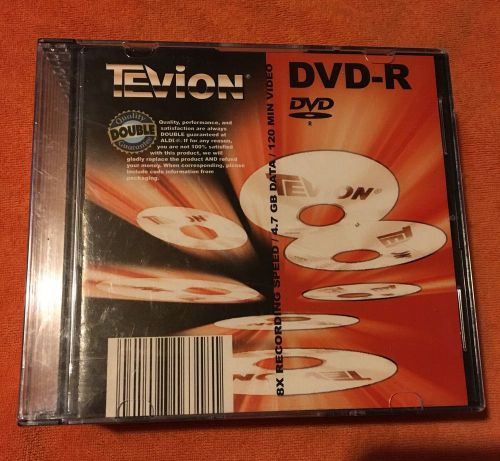 TEVION®
DVD-R
DVD
R
Quality
DOUBLE
Guarantee
Quality, performance, and
satisfaction are always
DOUBLE guaranteed at
ALDI®. If for any reason,
you are not 100% satisfied
with this product, we will
gladly replace the product AND refund
your money. When corresponding, please
include code information from
packaging.
8X RECORDING SPEED / 4.7 GB DATA / 120 MIN VIDEO
TEVION®
TEVION
TEVION